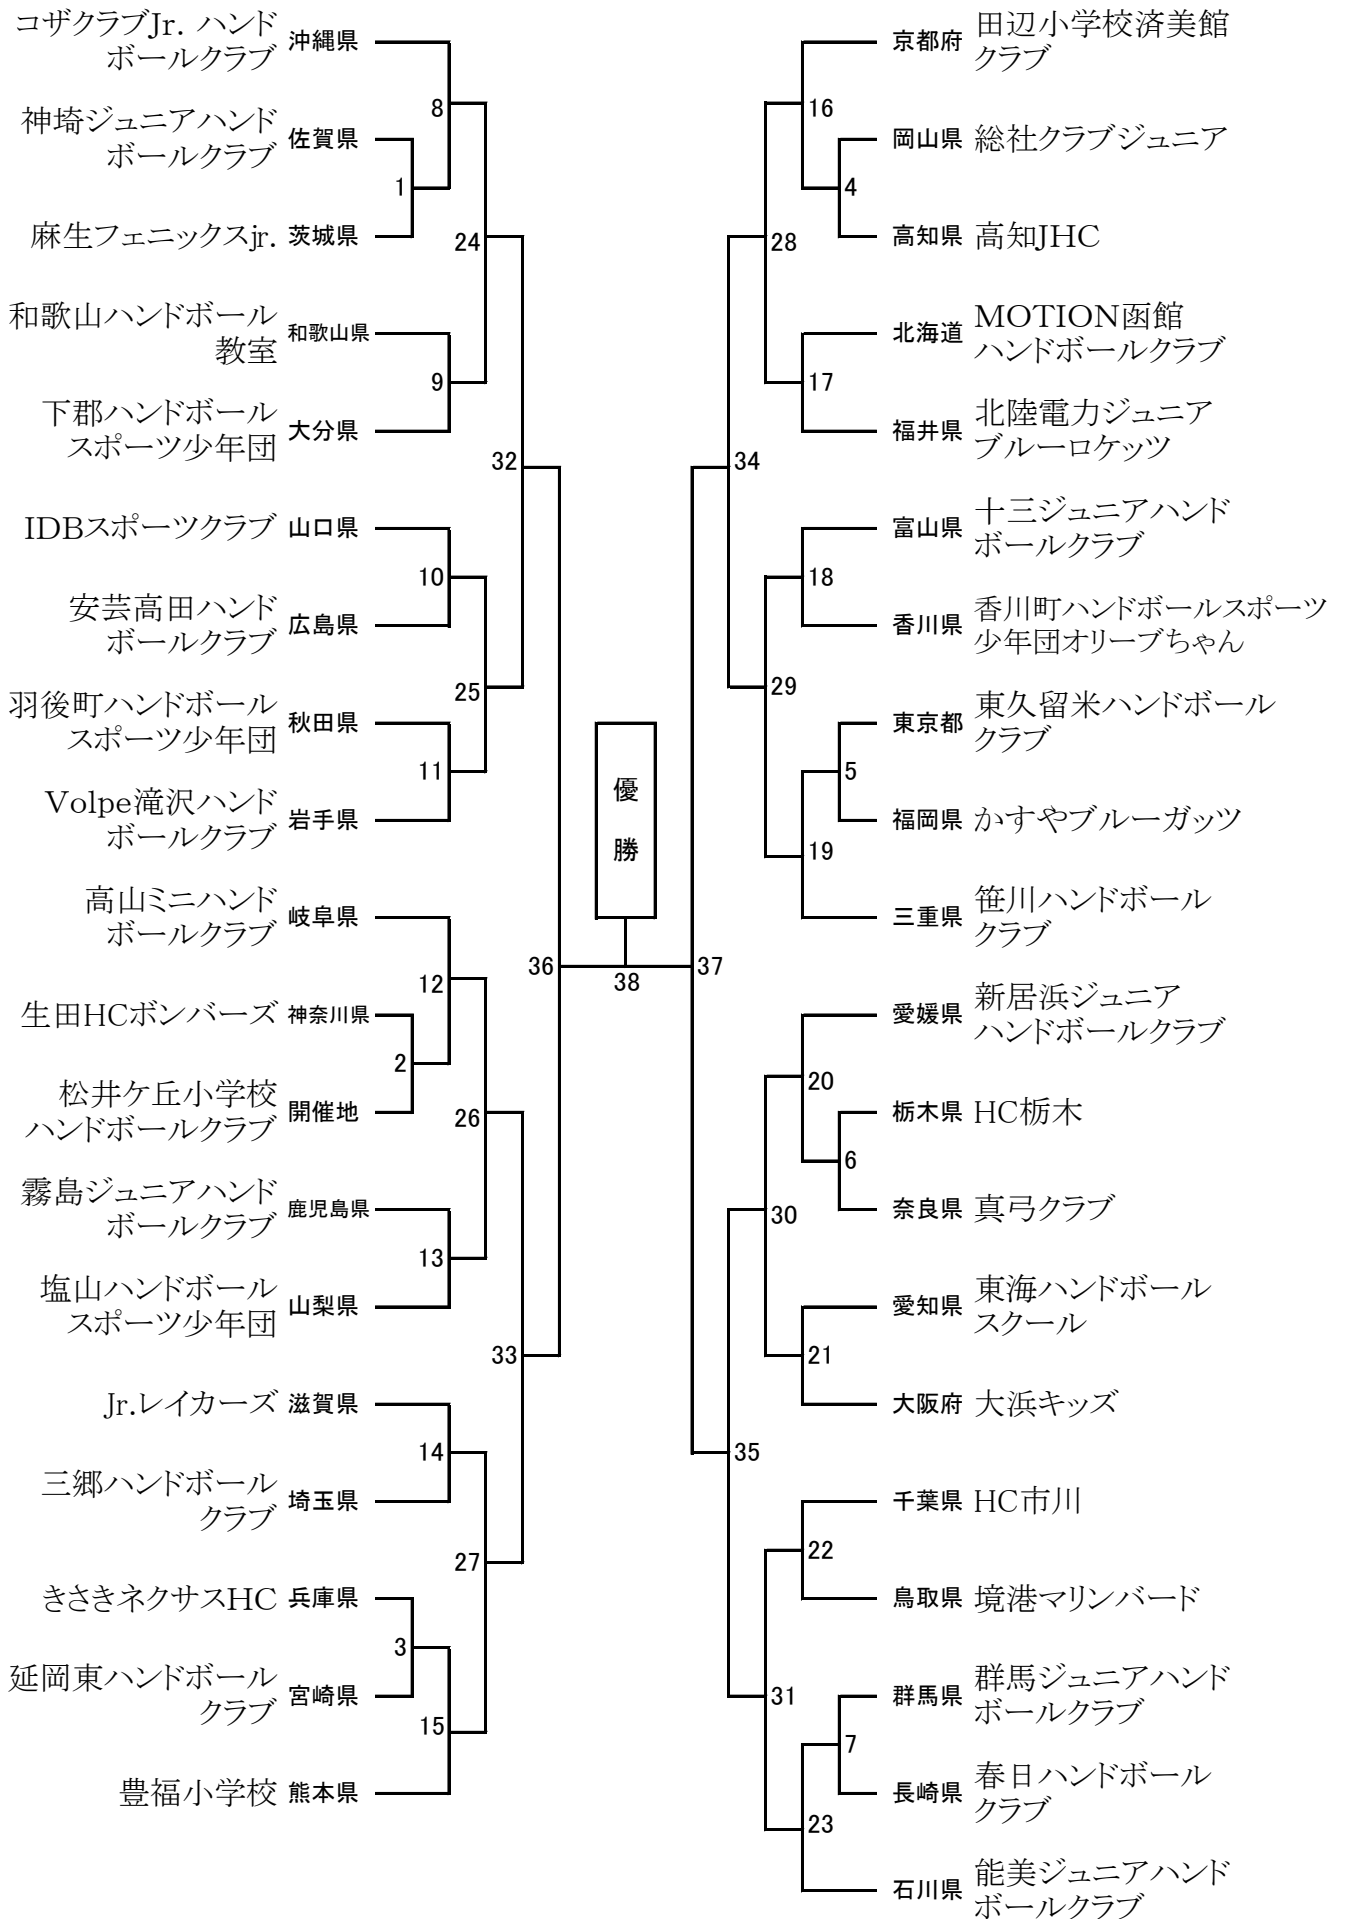 コザクラブJr. ハンド
ボールクラブ
沖縄県
8
神埼ジュニアハンド
ボールクラブ
佐賀県
1
麻生フェニックスjr.
茨城県
24
和歌山ハンドボール
教室
和歌山県
9
下郡ハンドボール
スポーツ少年団
大分県
32
IDBスポーツクラブ
山口県
10
安芸高田ハンド
ボールクラブ
広島県
25
羽後町ハンドボール
スポーツ少年団
秋田県
11
Volpe滝沢ハンド
ボールクラブ
岩手県
高山ミニハンド
ボールクラブ
岐阜県
36
12
生田HCボンバーズ
神奈川県
2
松井ケ丘小学校
ハンドボールクラブ
開催地
26
霧島ジュニアハンド
ボールクラブ
鹿児島県
13
塩山ハンドボール
スポーツ少年団
山梨県
33
Jr.レイカーズ
滋賀県
14
三郷ハンドボール
クラブ
埼玉県
27
きさきネクサスHC
兵庫県
3
延岡東ハンドボール
クラブ
宮崎県
15
豊福小学校
熊本県
優
勝
38
京都府
田辺小学校済美館
クラブ
16
岡山県
総社クラブジュニア
4
高知県
高知JHC
28
北海道
MOTION函館
ハンドボールクラブ
17
福井県
北陸電力ジュニア
ブルーロケッツ
34
富山県
十三ジュニアハンド
ボールクラブ
18
香川県
香川町ハンドボールスポーツ
少年団オリーブちゃん
29
東京都
東久留米ハンドボール
クラブ
5
福岡県
かすやブルーガッツ
19
三重県
笹川ハンドボール
クラブ
37
愛媛県
新居浜ジュニア
ハンドボールクラブ
20
栃木県
HC栃木
6
奈良県
真弓クラブ
30
愛知県
東海ハンドボール
スクール
21
大阪府
大浜キッズ
35
千葉県
HC市川
22
鳥取県
境港マリンバード
31
群馬県
群馬ジュニアハンド
ボールクラブ
7
長崎県
春日ハンドボール
クラブ
23
石川県
能美ジュニアハンド
ボールクラブ